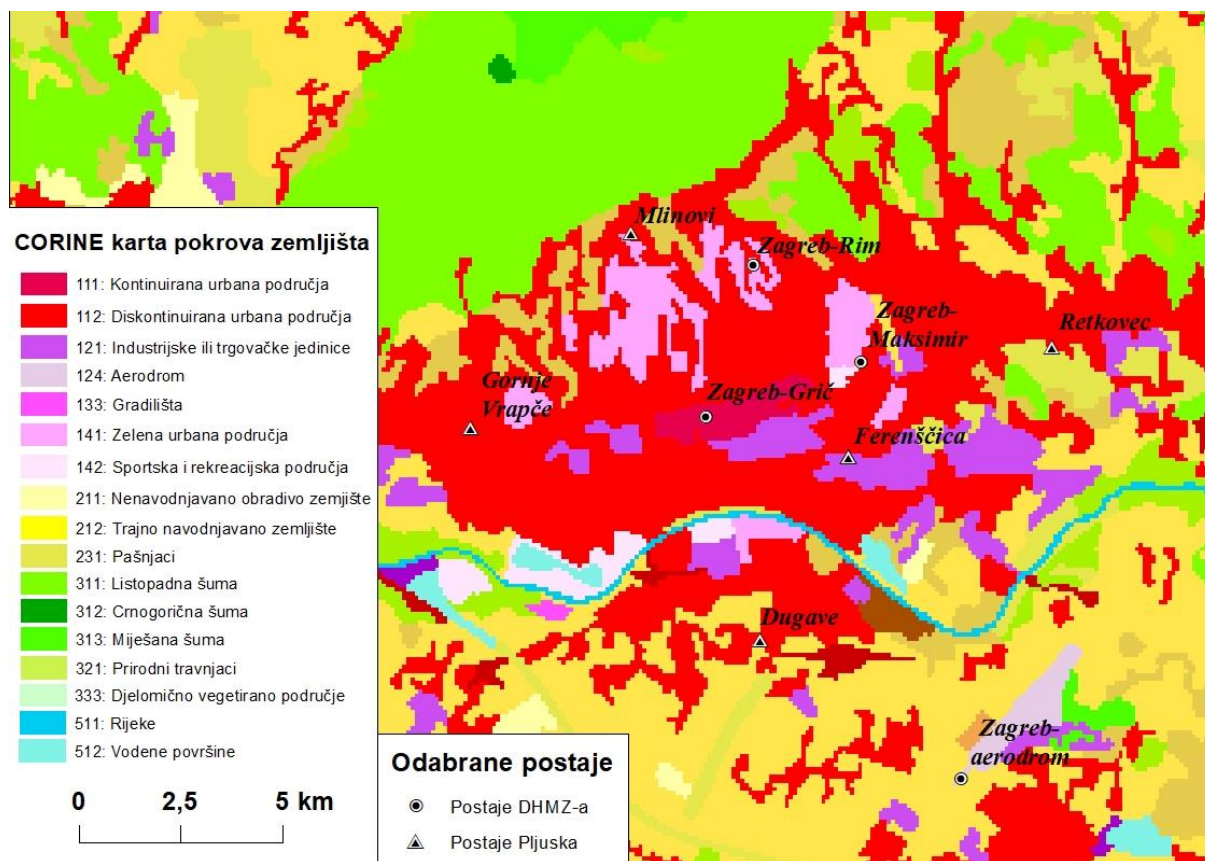 Mlinovi
Zagreb-Rim
Zagreb-
Maksimir
Retkovec
Gornje
Vrapče
Zagreb-Grič
Ferenščica
Dugave
Zagreb-
aerodrom
CORINE karta pokrova zemljišta
111: Kontinuirana urbana područja
112: Diskontinuirana urbana područja
121: Industrijske ili trgovačke jedinice
124: Aerodrom
133: Gradilišta
141: Zelena urbana područja
142: Sportska i rekreacijska područja
211: Nenavodnjavano obradivo zemjište
212: Trajno navodnjavano zemljište
231: Pašnjaci
311: Listopadna šuma
312: Crnogorična šuma
313: Miješana šuma
321: Prirodni travnjaci
333: Djelomično vegetirano područje
511: Rijeke
512: Vodene površine
0 2,5 5 km
Odabrane postaje
Postaje DHMZ-a
Postaje Pljuska